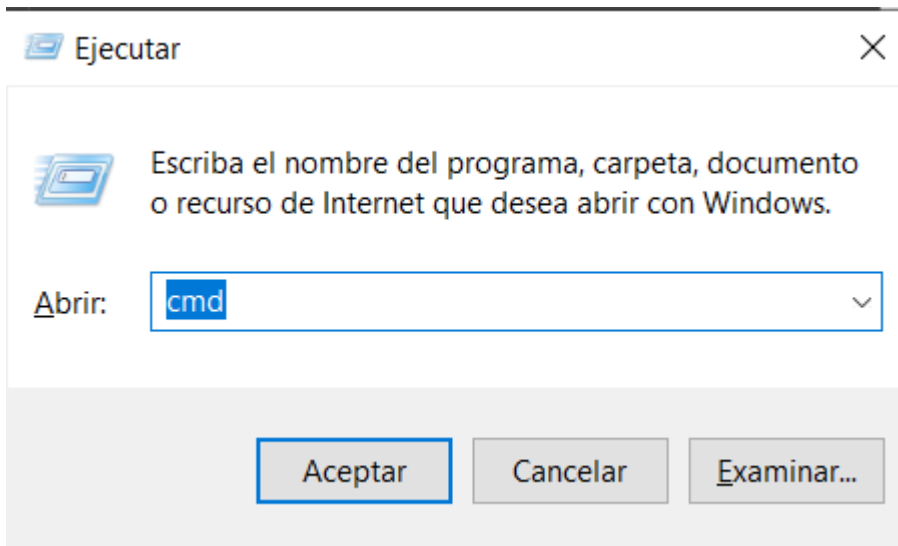 Ejecutar
Escriba el nombre del programa, carpeta, documento
o recurso de Internet que desea abrir con Windows.
Abrir:
cmd
Aceptar
Cancelar
Examinar...